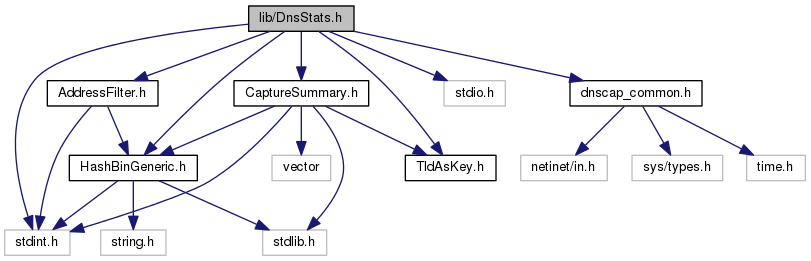 lib/DnsStats.h
AddressFilter.h
CaptureSummary.h
stdio.h
dnscap_common.h
HashBinGeneric.h
vector
TldAsKey.h
netinet/in.h
sys/types.h
time.h
stdint.h
string.h
stdlib.h